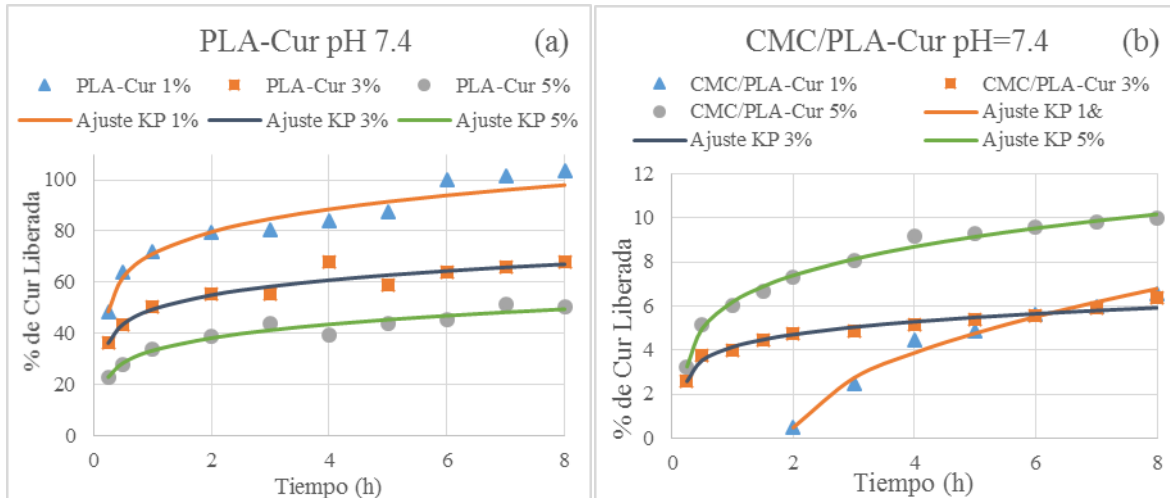 PLA-Cur pH 7.4 (a)
PLA-Cur 1% PLA-Cur 3% PLA-Cur 5%
Ajuste KP 1% Ajuste KP 3% Ajuste KP 5%
% de Cur Liberada
100
80
60
40
20
0
0 2 4 6 8
Tiempo (h)
CMC/PLA-Cur pH=7.4 (b)
CMC/PLA-Cur 1% CMC/PLA-Cur 3%
CMC/PLA-Cur 5% Ajuste KP 1&
Ajuste KP 3% Ajuste KP 5%
% de Cur Liberada
12
10
8
6
4
2
0
0 2 4 6 8
Tiempo (h)